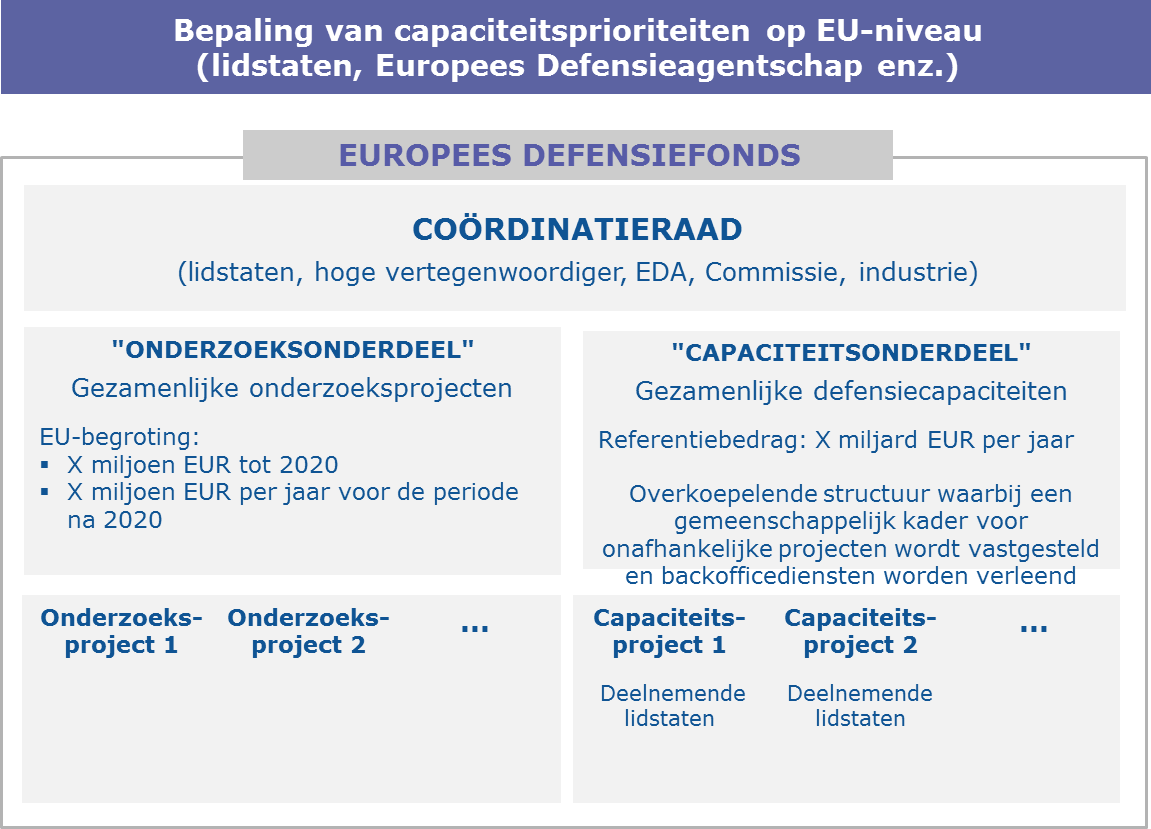 Bepaling van capaciteitsprioriteiten op EU-niveau
(lidstaten, Europees Defensieagentschap enz.)
EUROPEES DEFENSIEFONDS
COÖRDINATIERAAD
(lidstaten, hoge vertegenwoordiger, EDA, Commissie, industrie)
"ONDERZOEKSONDERDEEL"
Gezamenlijke onderzoeksprojecten
EU-begroting:
▪ X miljoen EUR tot 2020
▪ X miljoen EUR per jaar voor de periode
na 2020
"CAPACITEITSONDERDEEL"
Gezamenlijke defensiecapaciteiten
Referentiebedrag: X miljard EUR per jaar
Overkoepelende structuur waarbij een
gemeenschappelijk kader voor
onafhankelijke projecten wordt vastgesteld
en backofficediensten worden verleend
Onderzoeks-
project 1
Onderzoeks-
project 2
...
Capaciteits-
project 1
Deelnemende
lidstaten
Capaciteits-
project 2
Deelnemende
lidstaten
...